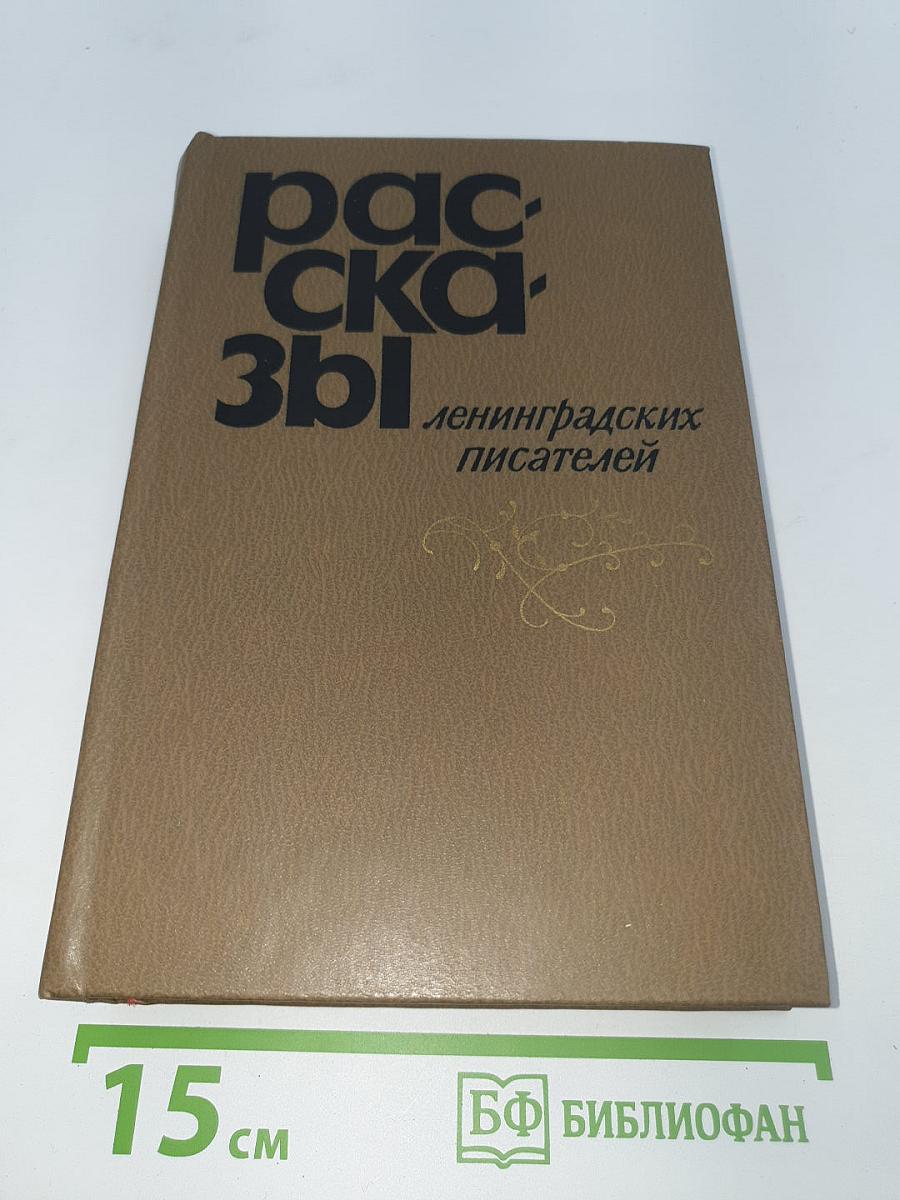 рас-
ска-
зы
ленинградских
писателей
15 см
БФ БИБЛИОФАН